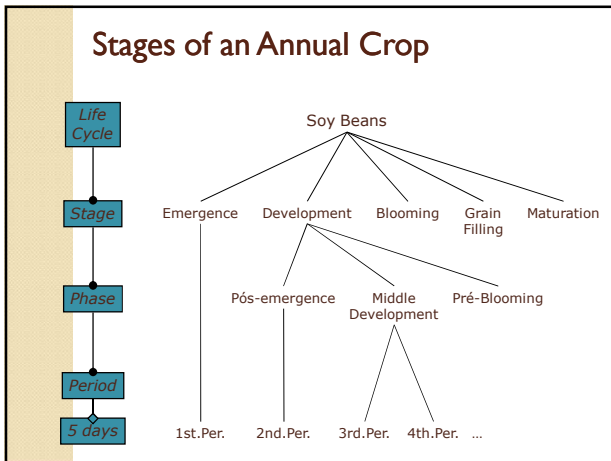 Stages of an Annual Crop
Life
Cycle
Soy Beans
Stage
Emergence
Development
Blooming
Grain
Filling
Maturation
Phase
Pós-emergence
Middle
Development
Pré-Blooming
Period
5 days
1st.Per.
2nd.Per.
3rd.Per.
4th.Per.
...